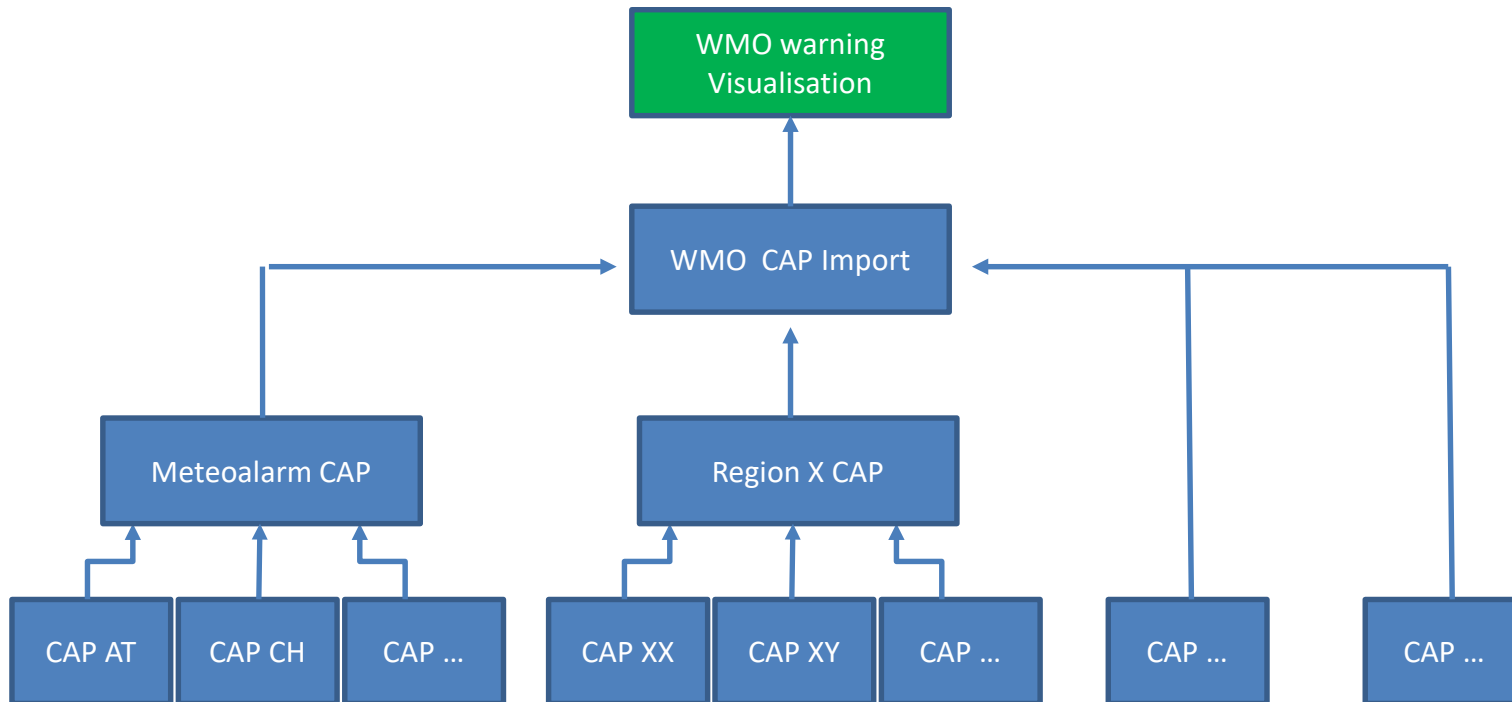 WMO warning
Visualisation
WMO  CAP Import
Meteoalarm CAP
Region X CAP
CAP AT
CAP CH
CAP ...
CAP XX
CAP XY
CAP ...
CAP ...
CAP ...